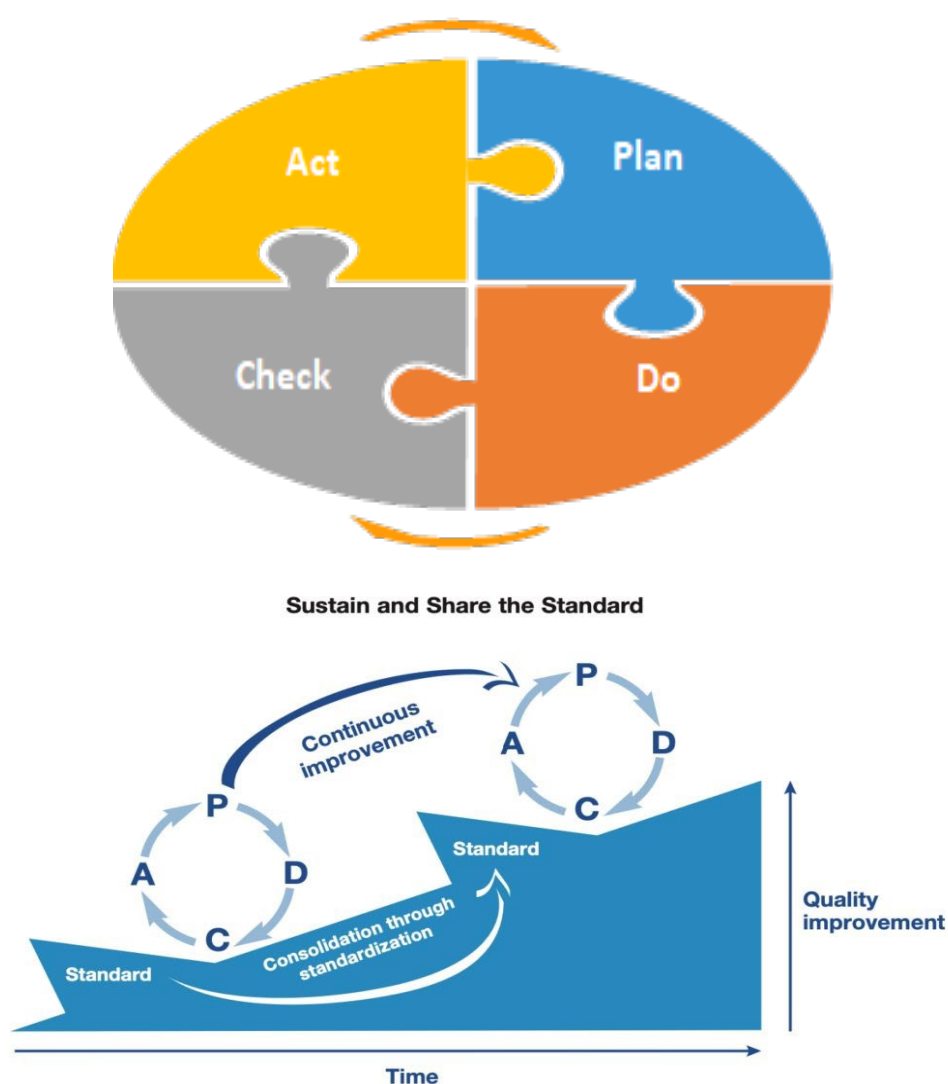 Act
Plan
Check
Do
Sustain and Share the Standard
P
A
D
C
Continuous
improvement
P
A
D
C
Standard
Standard
Consolidation through
standardization
Quality
improvement
Time